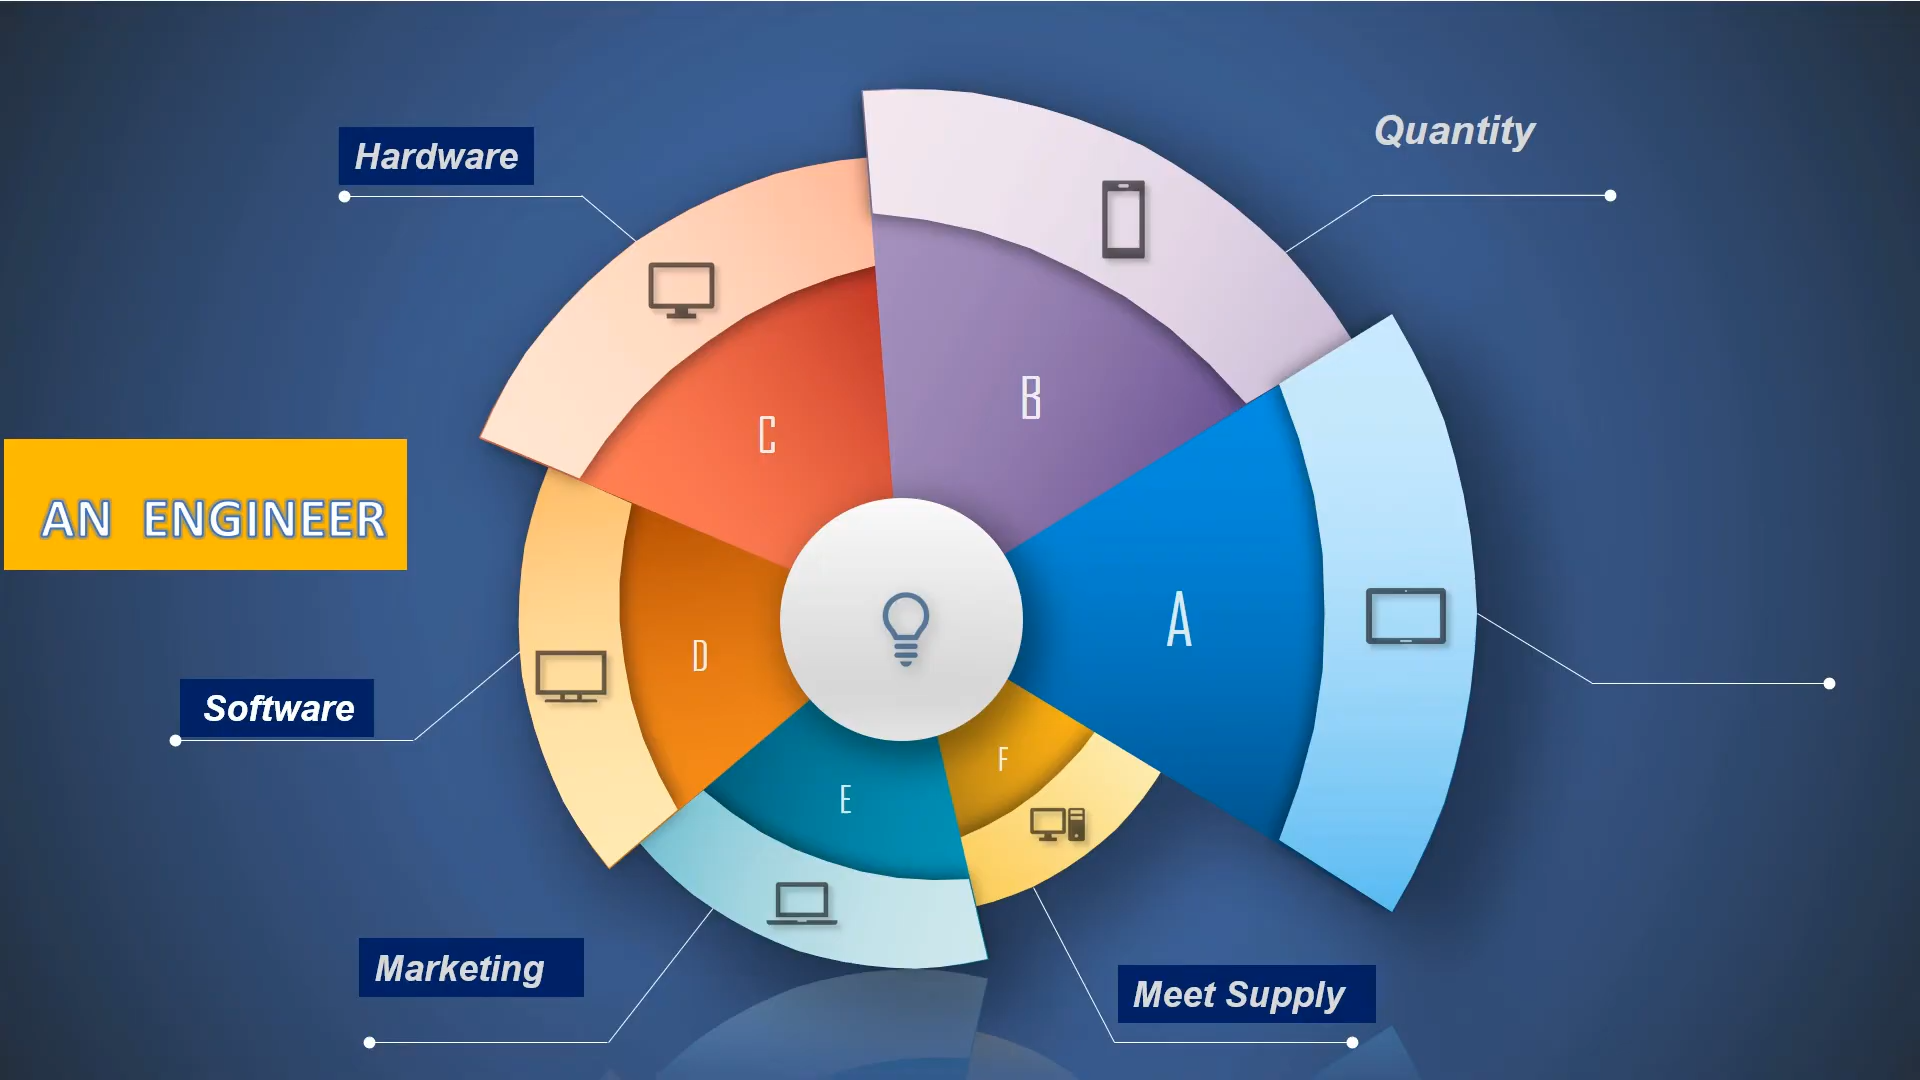 Hardware
Quantity
B
C
AN ENGINEER
A
D
Software
F
E
Marketing
Meet Supply